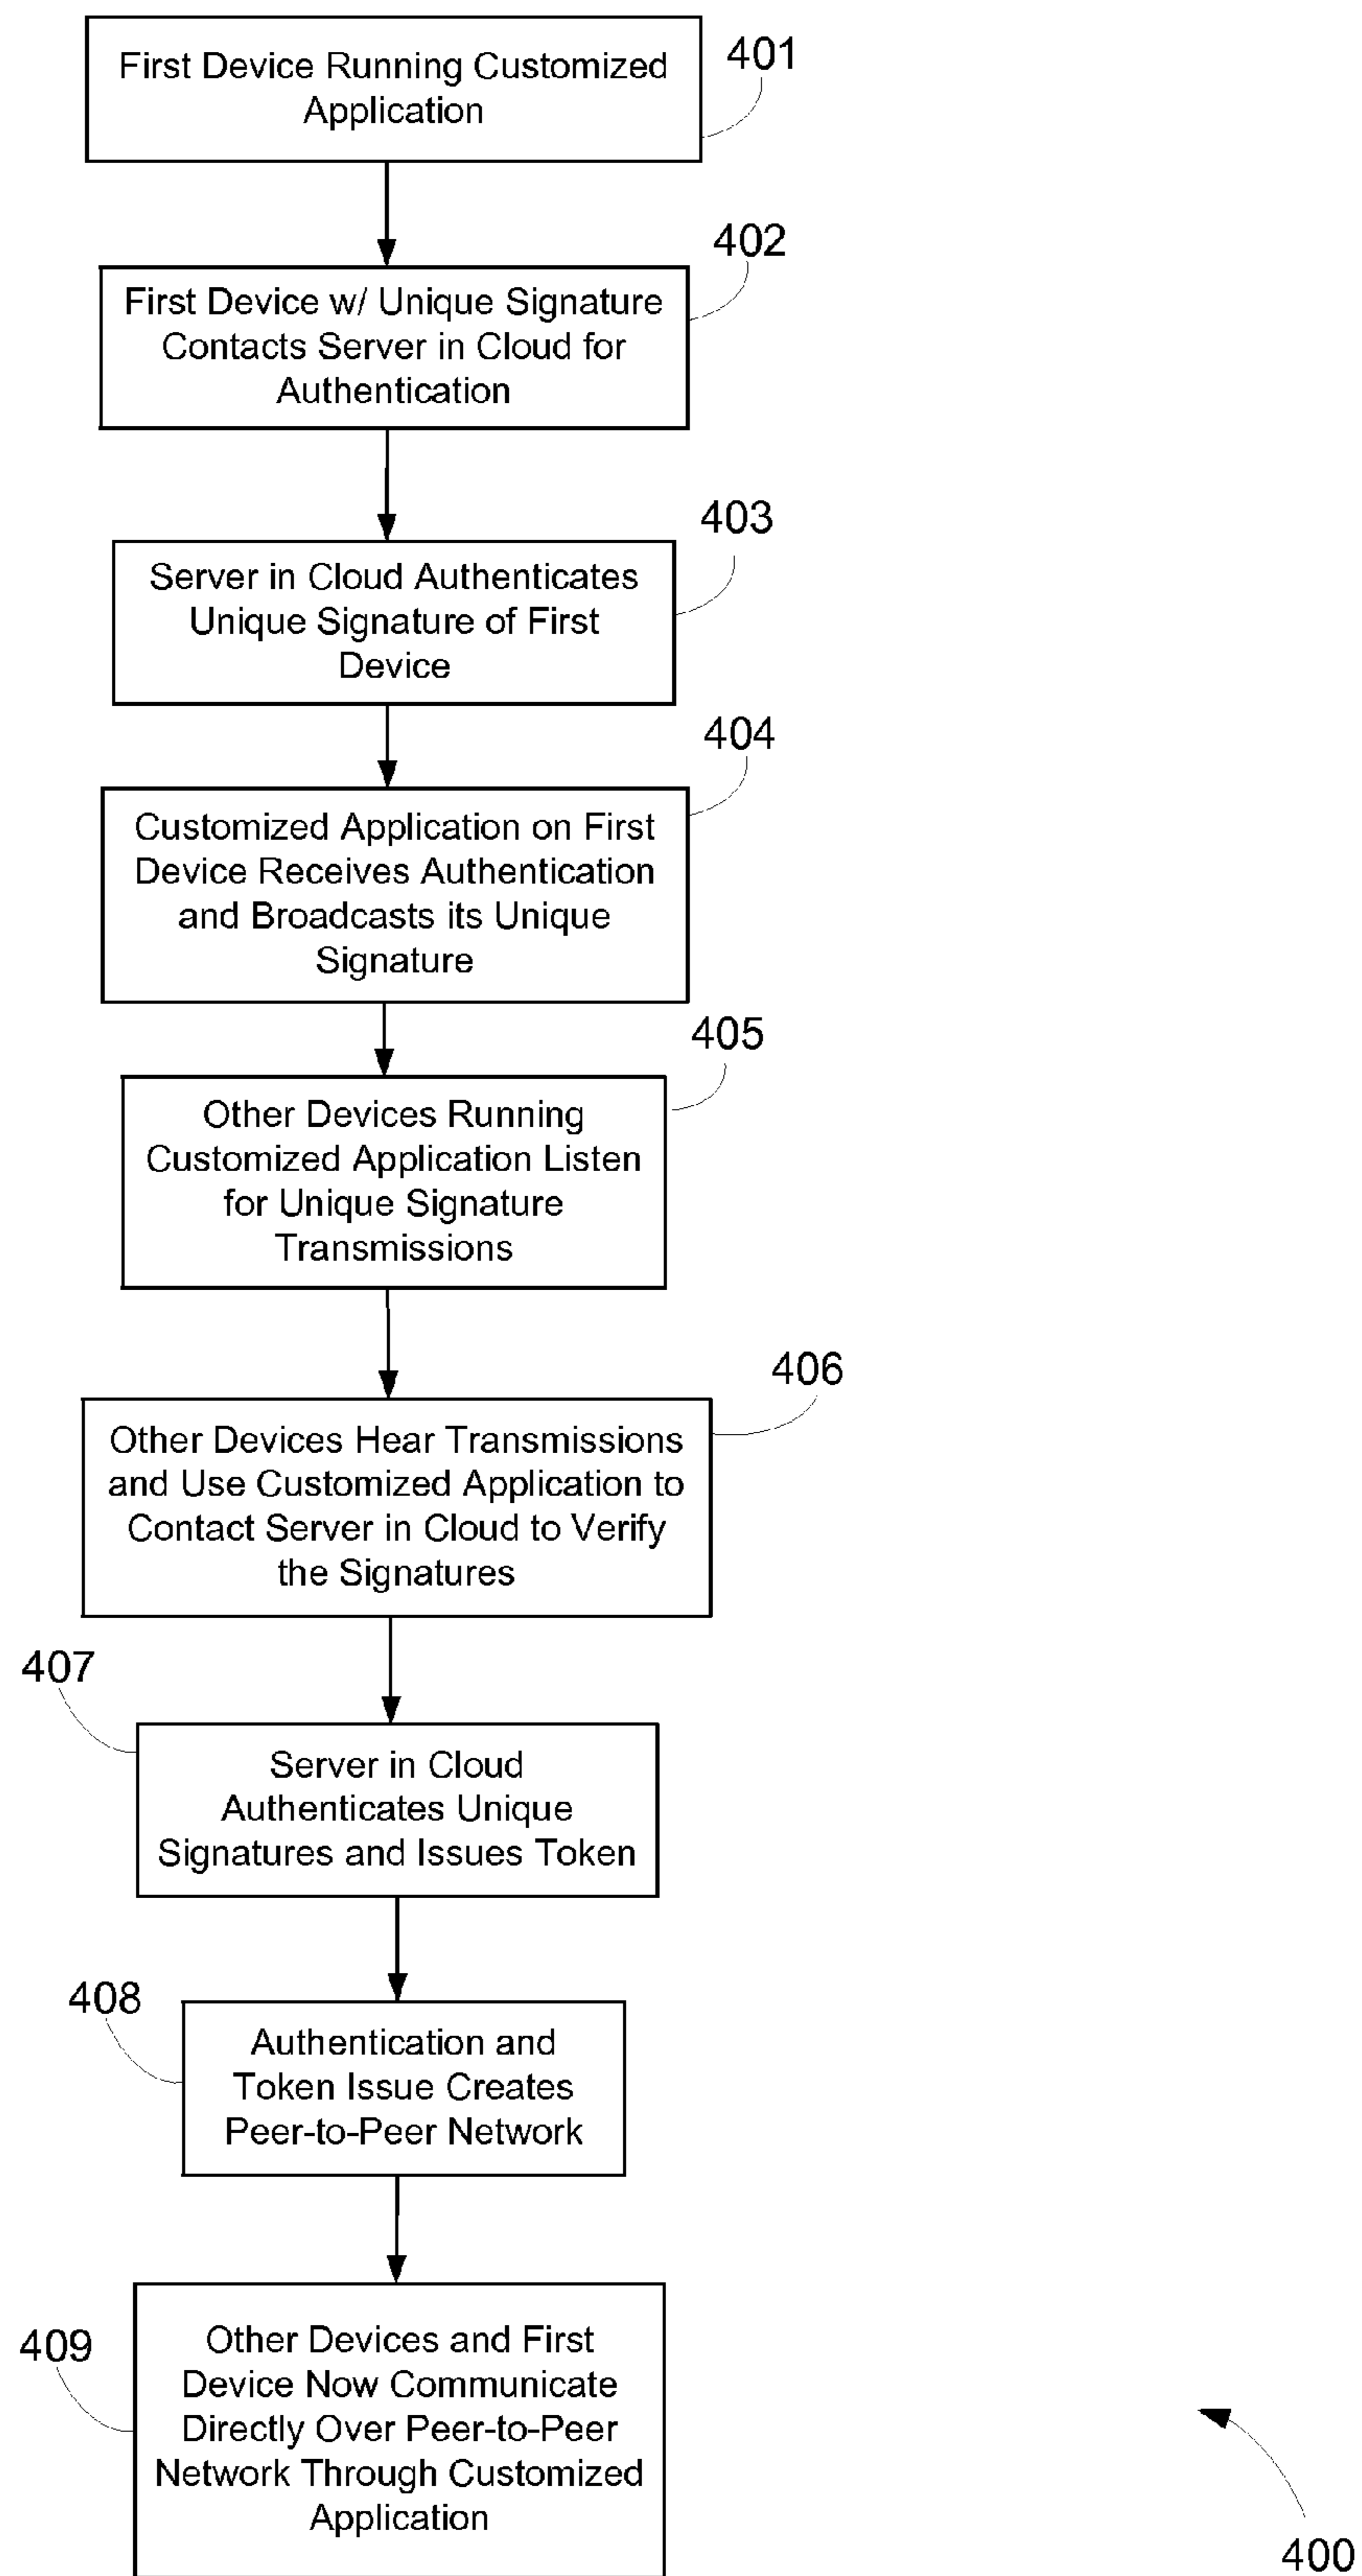 First Device Running Customized
Application
401
402
First Device w/ Unique Signature
Contacts Server in Cloud for
Authentication
403
Server in Cloud Authenticates
Unique Signature of First
Device
404
Customized Application on First
Device Receives Authentication
and Broadcasts its Unique
Signature
405
Other Devices Running
Customized Application Listen
for Unique Signature
Transmissions
406
Other Devices Hear Transmissions
and Use Customized Application to
Contact Server in Cloud to Verify
the Signatures
407
Server in Cloud
Authenticates Unique
Signatures and Issues Token
408
Authentication and
Token Issue Creates
Peer-to-Peer Network
409
Other Devices and First
Device Now Communicate
Directly Over Peer-to-Peer
Network Through Customized
Application
400